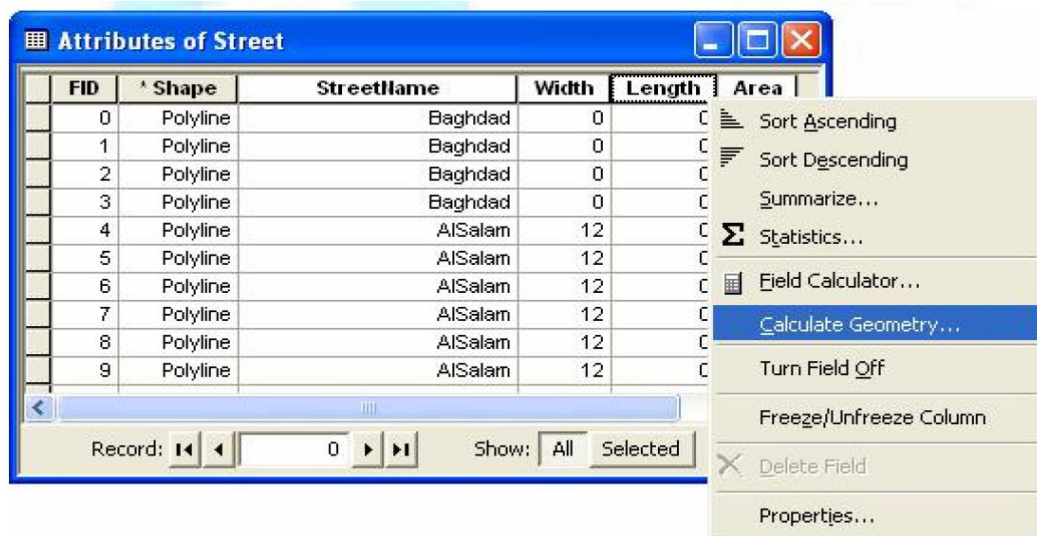 Attributes of Street
FID * Shape StreetName Width Length Area
0 Polyline Baghdad 0 0
1 Polyline Baghdad 0
2 Polyline Baghdad 0
3 Polyline Baghdad 0
4 Polyline AlSalam 12
5 Polyline AlSalam 12
6 Polyline AlSalam 12
7 Polyline AlSalam 12
8 Polyline AlSalam 12
9 Polyline AlSalam 12
Record: 0 Show: All Selected
Sort Ascending
Sort Descending
Summarize...
Σ Statistics...
Field Calculator...
Calculate Geometry...
Turn Field Off
Freeze/Unfreeze Column
Delete Field
Properties...